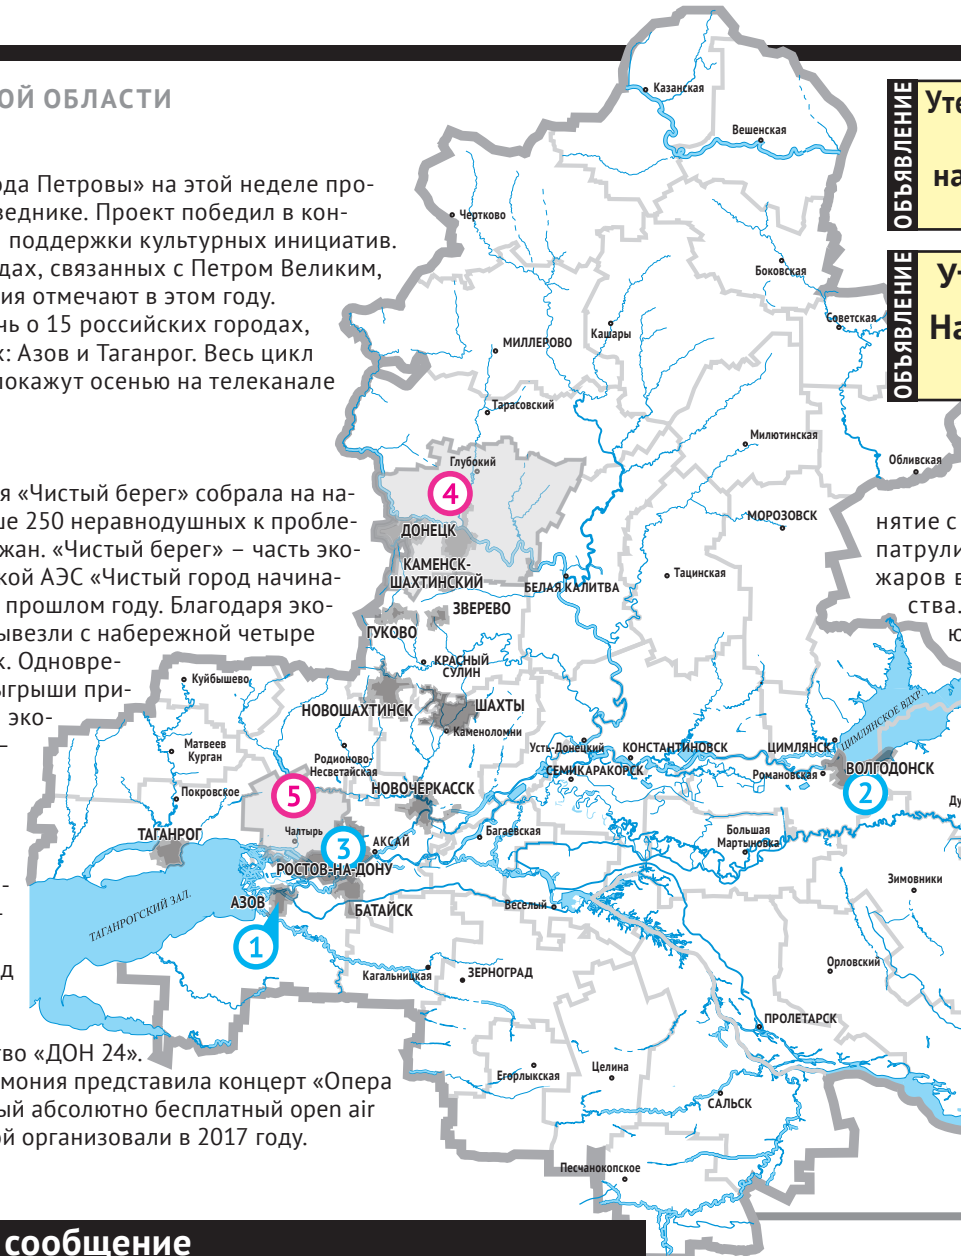 ОЙ ОБЛАСТИ
ода Петровы» на этой неделе про-
веднике. Проект победил в кон-
поддержки культурных инициатив.
дах, связанных с Петром Великим,
ия отмечают в этом году.
чь о 15 российских городах,
х: Азов и Таганрог. Весь цикл
покажут осенью на телеканале
я «Чистый берег» собрала на на-
ше 250 неравнодушных к пробле-
жан. «Чистый берег» – часть эко-
кой АЭС «Чистый город начина-
прошлом году. Благодаря эко-
вывезли с набережной четыре
к. Одновре-
ыгрыши при-
эко-
–
-
-
д
тво «ДОН 24».
мония представила концерт «Опера
ый абсолютно бесплатный open air
ой организовали в 2017 году.
сообщение
ОБЪЯВЛЕНИЕ
Уте
на
ОБЪЯВЛЕНИЕ
Ут
На
нятие с
патрули
жаров в
ства.
ю
Казанская
Вешенская
Чертково
Боковская
Советская
Кашары
МИЛЛЕРОВО
Тарасовский
Милютинская
Обливская
Глубокий
4
ДОНЕЦК
МОРОЗОВСК
КАМЕНСК-
ШАХТИНСКИЙ
Тацинская
БЕЛАЯ КАЛИТВА
ЗВЕРЕВО
ГУКОВО
КРАСНЫЙ
СУЛИН
Куйбышево
НОВОШАХТИНСК
ШАХТЫ
Каменоломни
Матвеев
Курган
Родионово-
Несветайская
Усть-Донецкий
КОНСТАНТИНОВСК
ЦИМЛЯНСК
ЦИМЛЯНСКОЕ ВДХР.
СЕМИКАРАКОРСК
Романовская
ВОЛГОДОНСК
2
Покровское
5
НОВОЧЕРКАССК
Ду
ТАГАНРОГ
Чалтырь
3
АКСАЙ
Багаевская
Большая
Мартыновка
РОСТОВ-НА-ДОНУ
Зимовники
АЗОВ
БАТАЙСК
Веселый
ТАГАНРОГСКИЙ ЗАЛ.
1
Кагальницкая
ЗЕРНОГРАД
Орловский
ПРОЛЕТАРСК
Егорлыкская
Целина
САЛЬСК
Песчанокопское